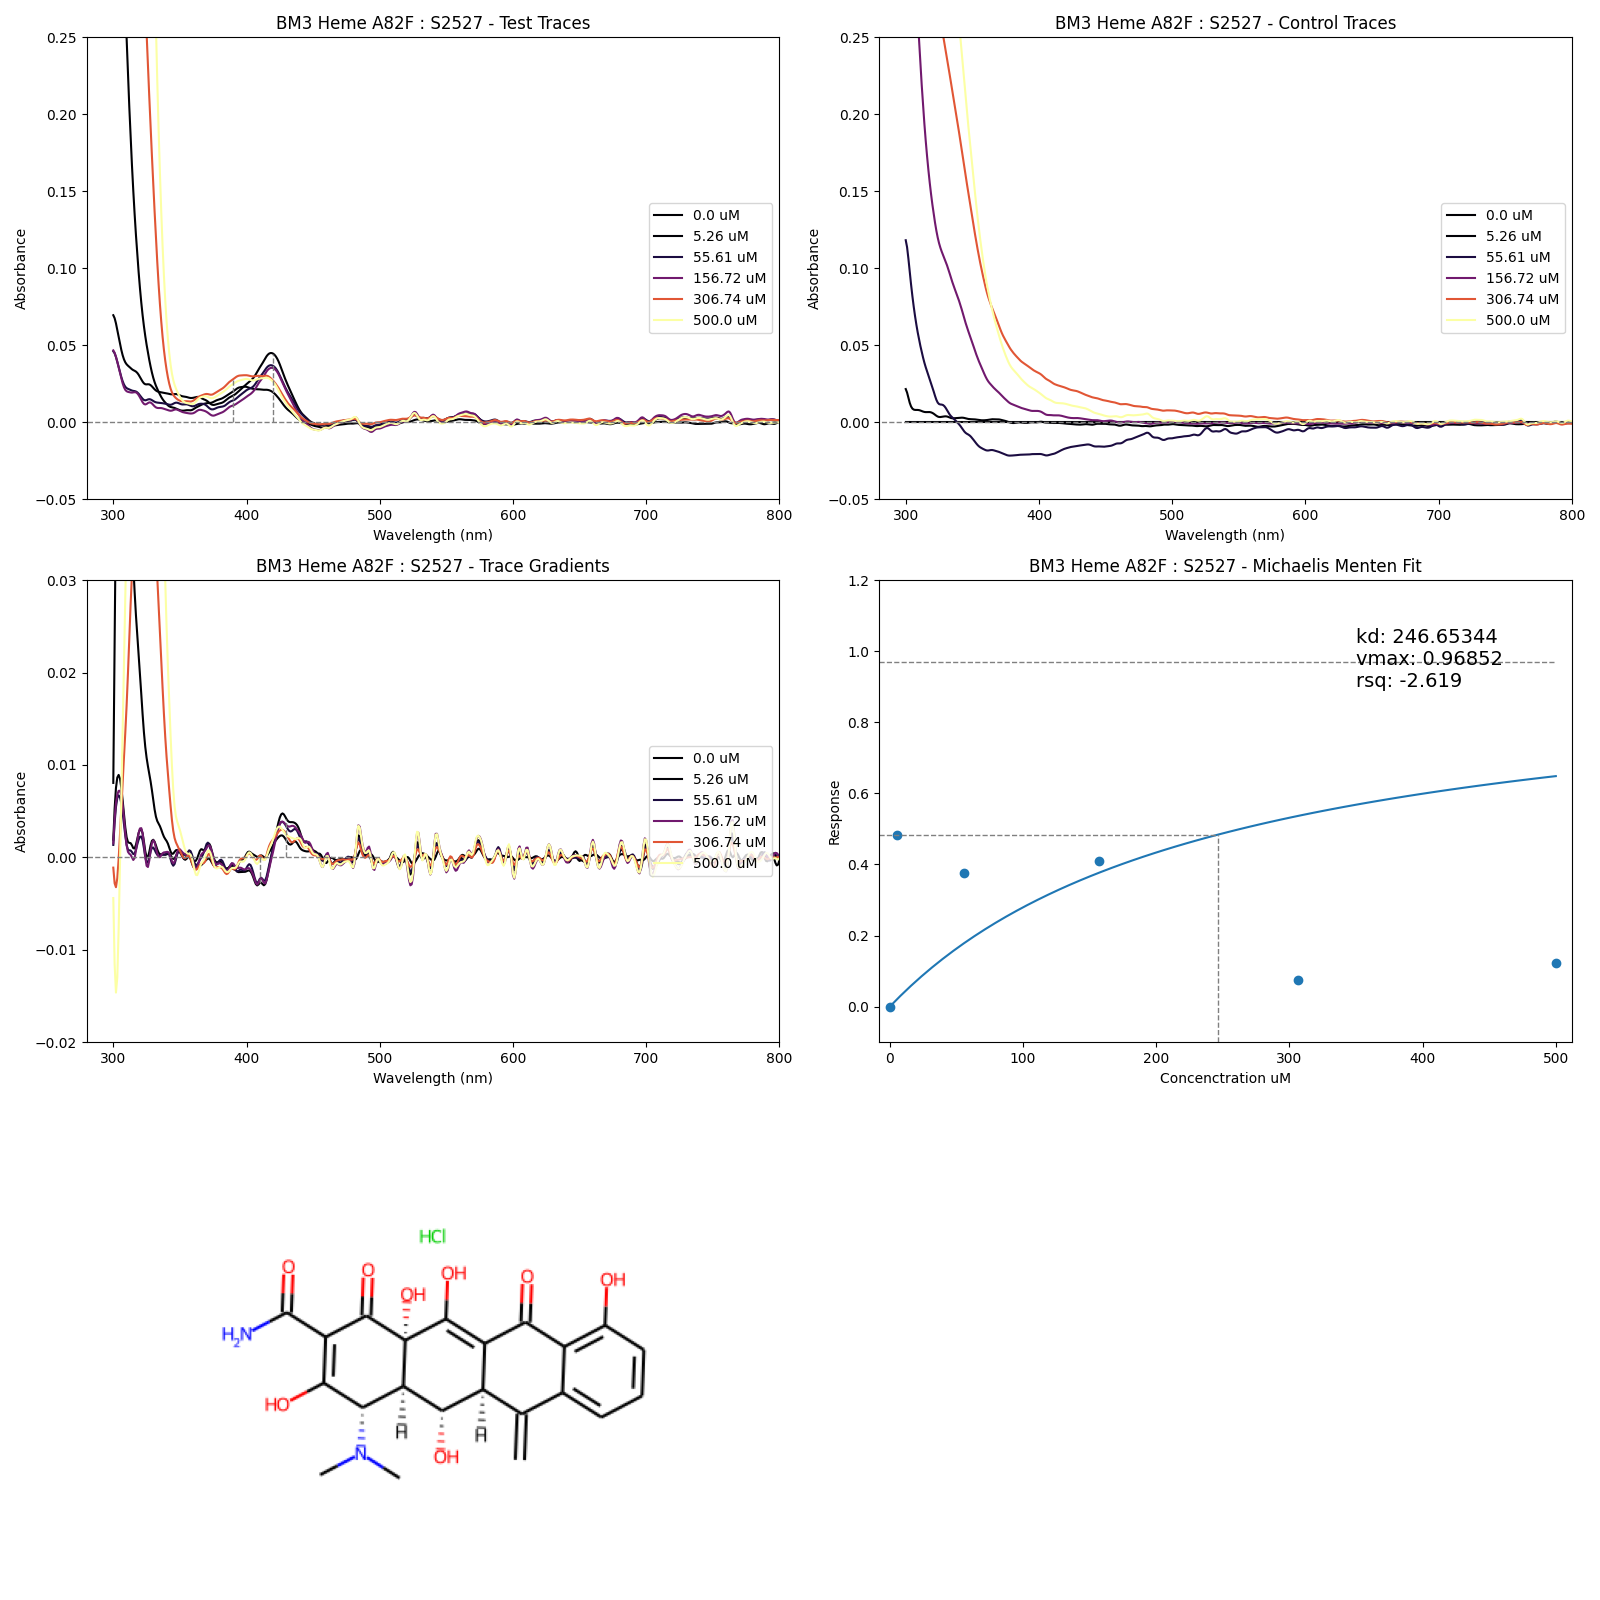 BM3 Heme A82F : S2527 - Test Traces
0.25
0.20
0.15
0.10
0.05
0.00
−0.05
Absorbance
300 400 500 600 700 800
Wavelength (nm)
0.0 uM
5.26 uM
55.61 uM
156.72 uM
306.74 uM
500.0 uM
BM3 Heme A82F : S2527 - Control Traces
0.25
0.20
0.15
0.10
0.05
0.00
−0.05
Absorbance
300 400 500 600 700 800
Wavelength (nm)
0.0 uM
5.26 uM
55.61 uM
156.72 uM
306.74 uM
500.0 uM
BM3 Heme A82F : S2527 - Trace Gradients
0.03
0.02
0.01
0.00
−0.01
−0.02
Absorbance
300 400 500 600 700 800
Wavelength (nm)
0.0 uM
5.26 uM
55.61 uM
156.72 uM
306.74 uM
500.0 uM
BM3 Heme A82F : S2527 - Michaelis Menten Fit
1.2
1.0
0.8
0.6
0.4
0.2
0.0
Response
kd: 246.65344
vmax: 0.96852
rsq: -2.619
0 100 200 300 400 500
Concenctration uM
HCl
O O OH OH O OH
H2N
HO
H H
N OH